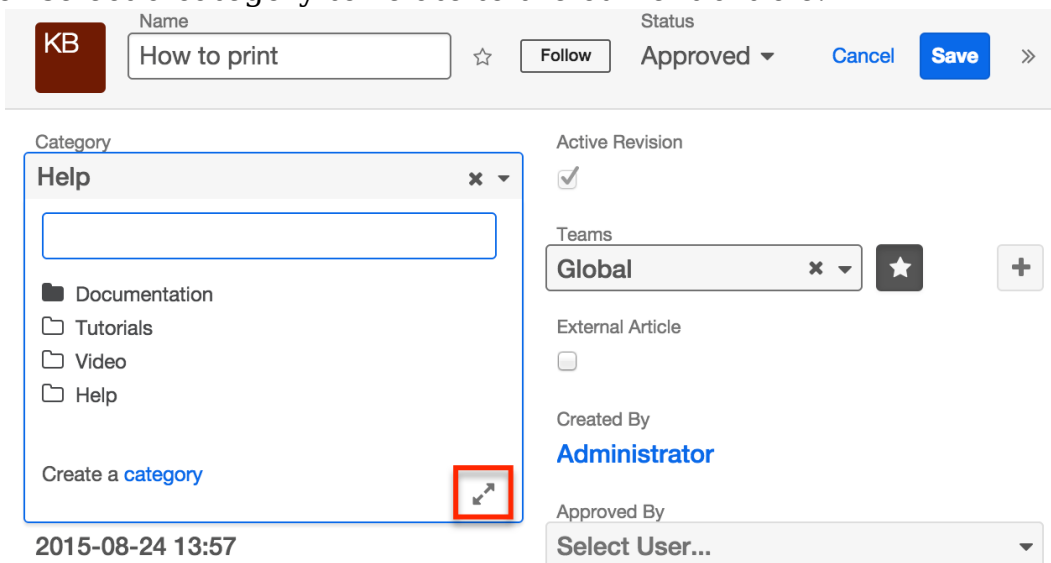 KB
Name
How to print
Follow
Status
Approved
Cancel
Save
Category
Help
Documentation
Tutorials
Video
Help
Create a category
2015-08-24 13:57
Active Revision
Teams
Global
External Article
Created By
Administrator
Approved By
Select User...